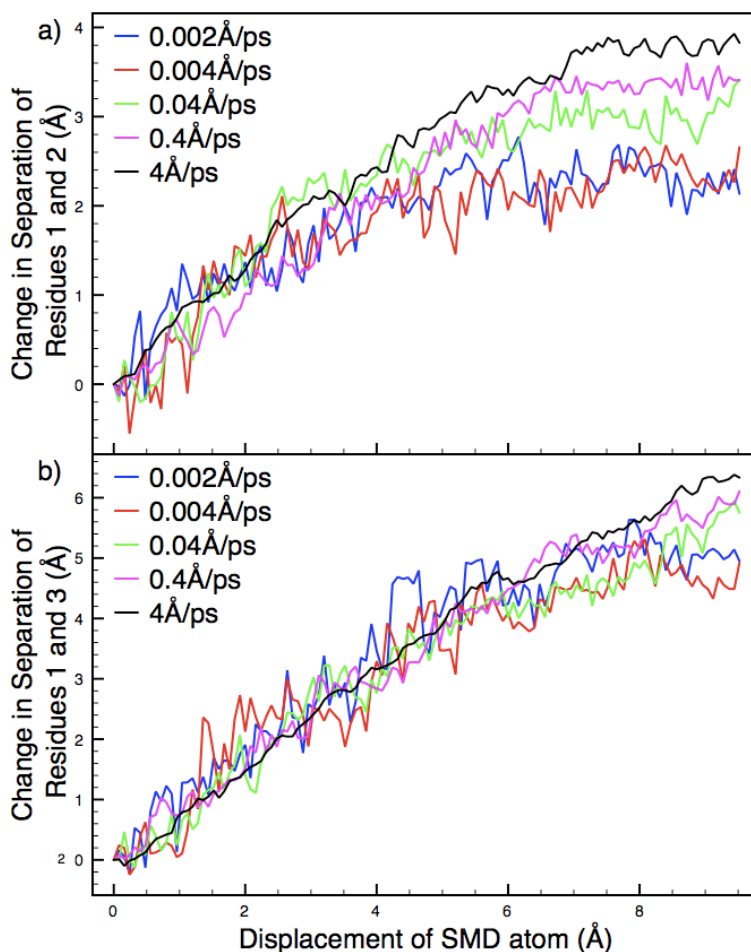 a)
0.002Å/ps
0.004Å/ps
0.04Å/ps
0.4Å/ps
4Å/ps
Change in Separation of
Residues 1 and 2 (Å)
4
3
2
1
0
b)
0.002Å/ps
0.004Å/ps
0.04Å/ps
0.4Å/ps
4Å/ps
Change in Separation of
Residues 1 and 3 (Å)
6
5
4
3
2
1
2 0
0 2 4 6 8
Displacement of SMD atom (Å)